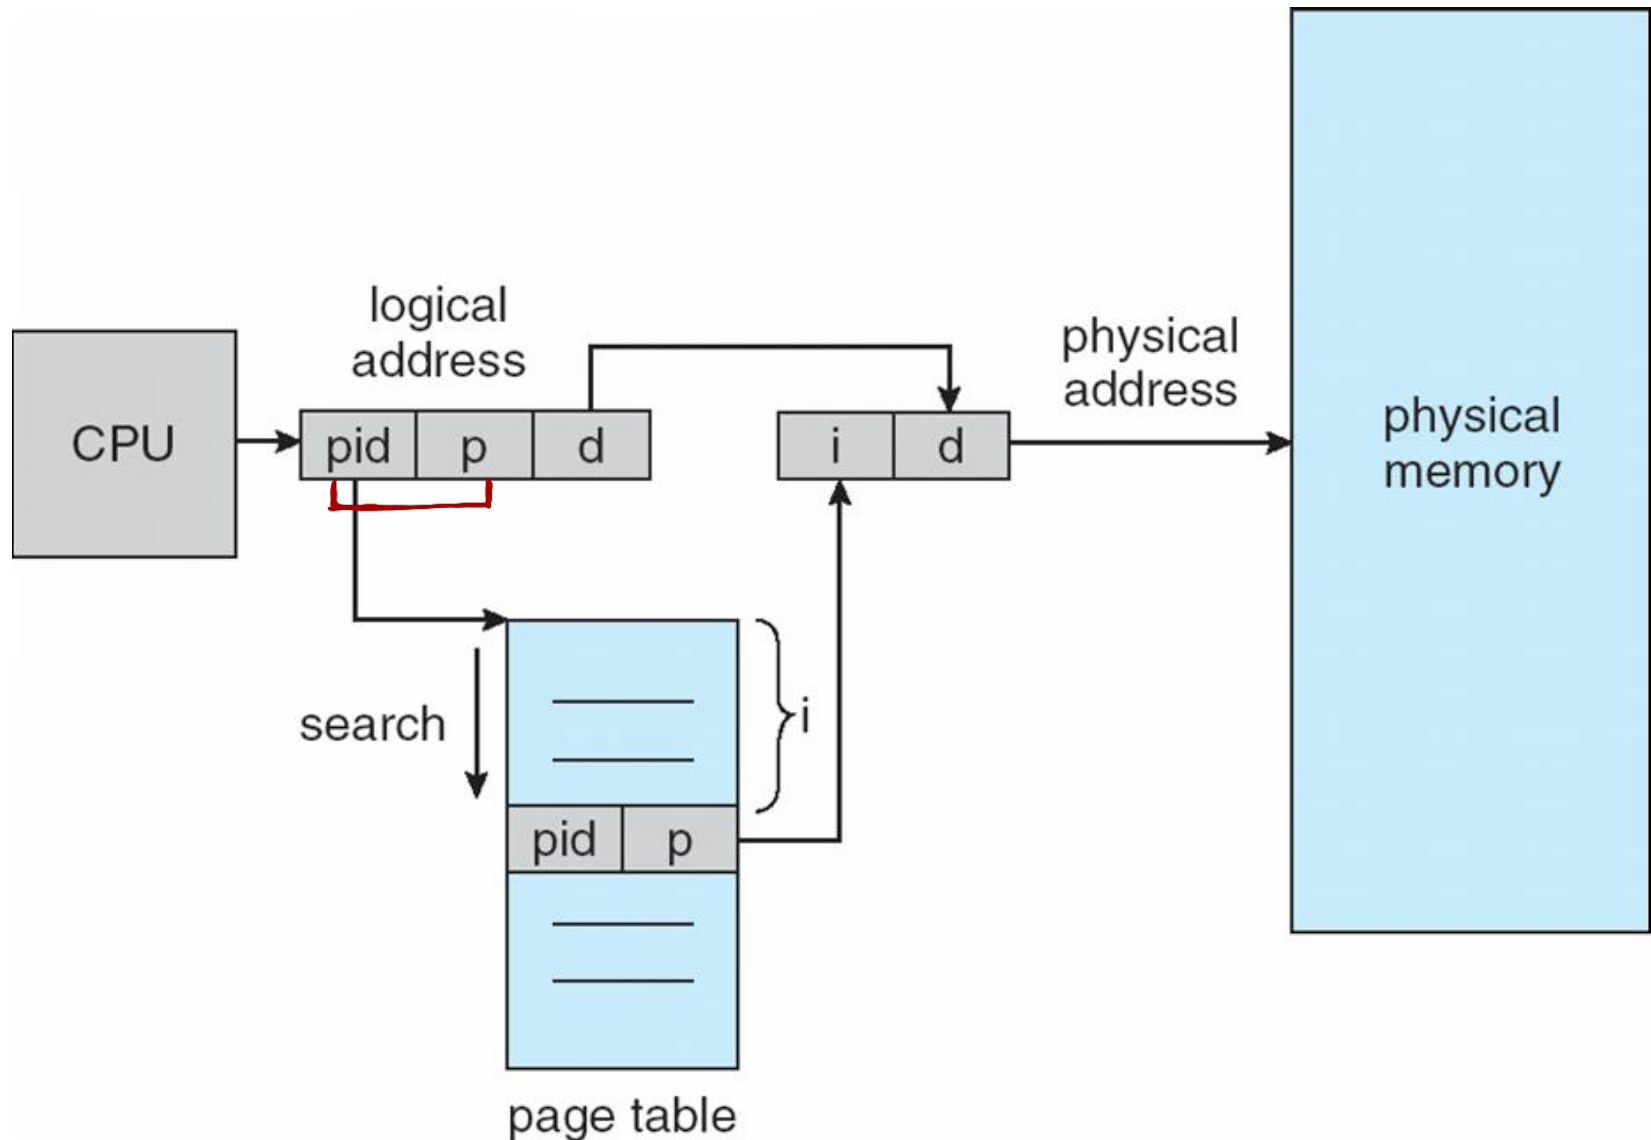 logical
address
physical
address
CPU
pid
p
d
i
d
physical
memory
search
i
pid
p
page table